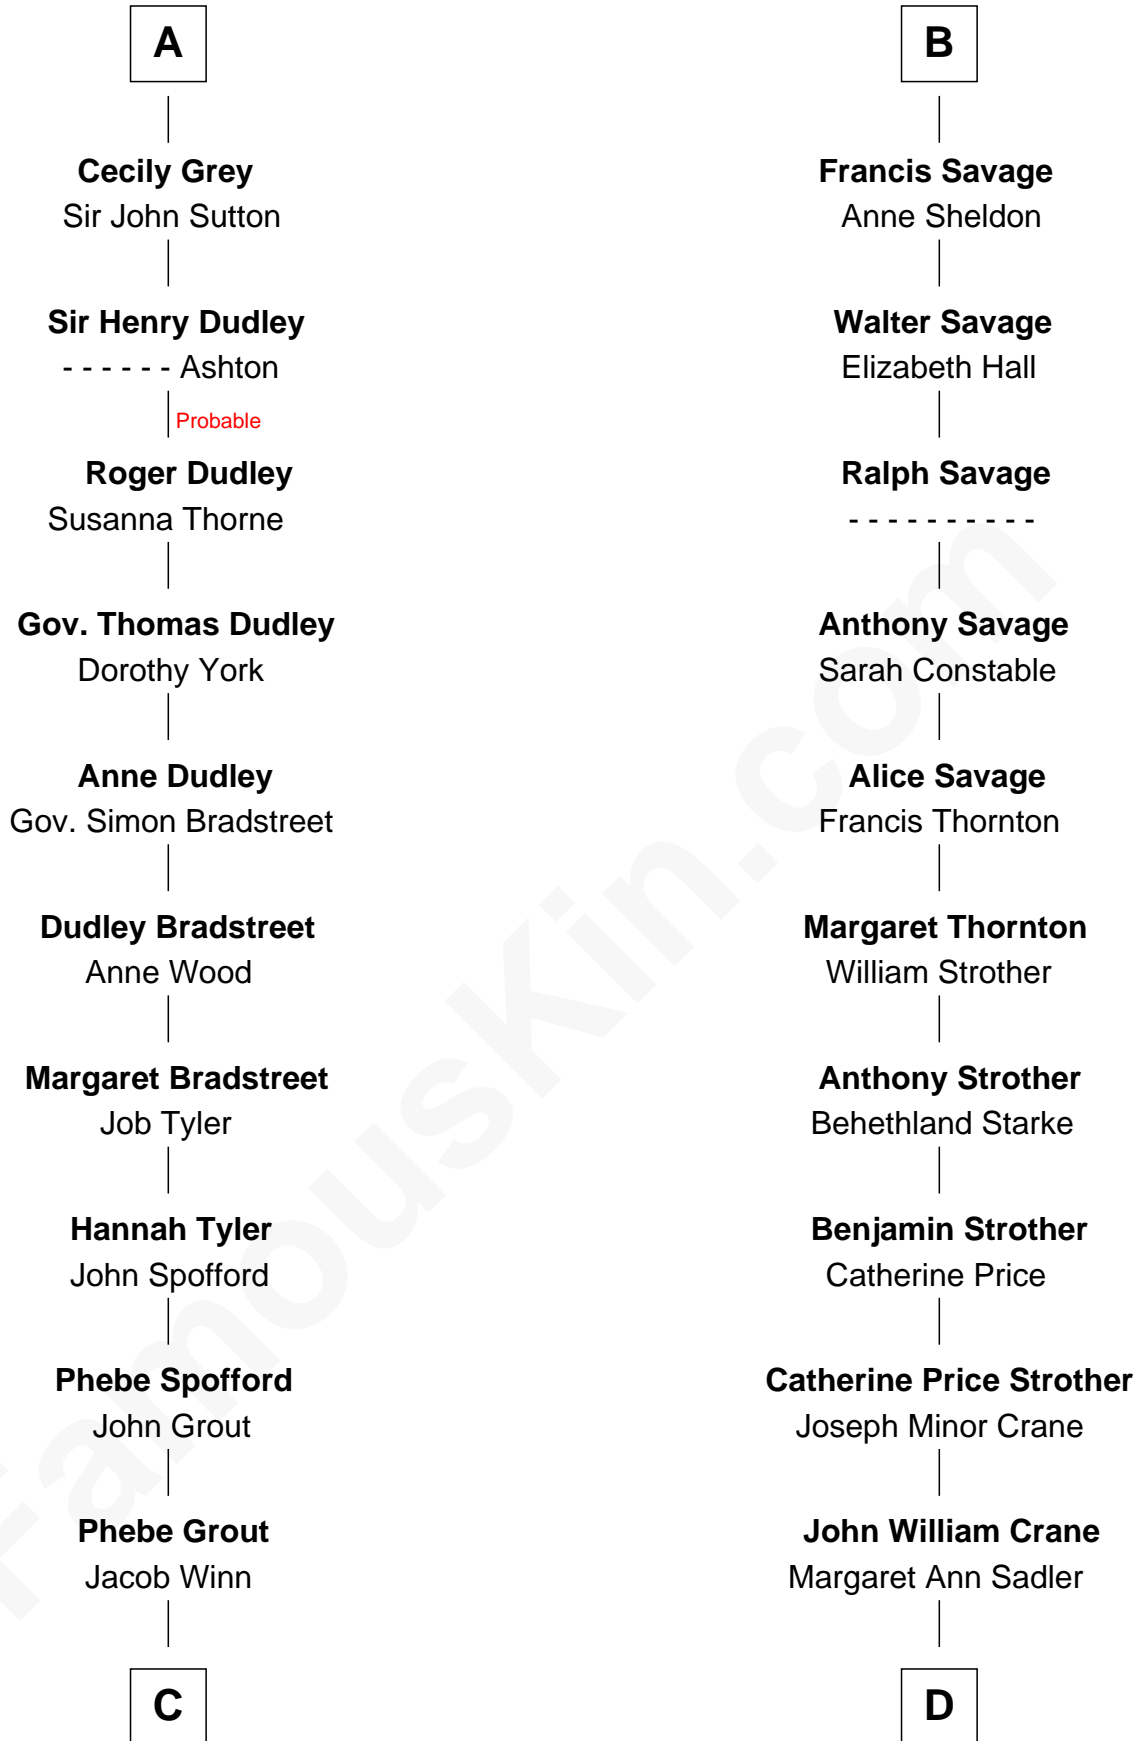 A
Cecily Grey
Sir John Sutton
Sir Henry Dudley
- - - - - - Ashton
Probable
Roger Dudley
Susanna Thorne
Gov. Thomas Dudley
Dorothy York
Anne Dudley
Gov. Simon Bradstreet
Dudley Bradstreet
Anne Wood
Margaret Bradstreet
Job Tyler
Hannah Tyler
John Spofford
Phebe Spofford
John Grout
Phebe Grout
Jacob Winn
C
B
Francis Savage
Anne Sheldon
Walter Savage
Elizabeth Hall
Ralph Savage
- - - - - - - - - -
Anthony Savage
Sarah Constable
Alice Savage
Francis Thornton
Margaret Thornton
William Strother
Anthony Strother
Behethland Starke
Benjamin Strother
Catherine Price
Catherine Price Strother
Joseph Minor Crane
John William Crane
Margaret Ann Sadler
D
FamousKin.com